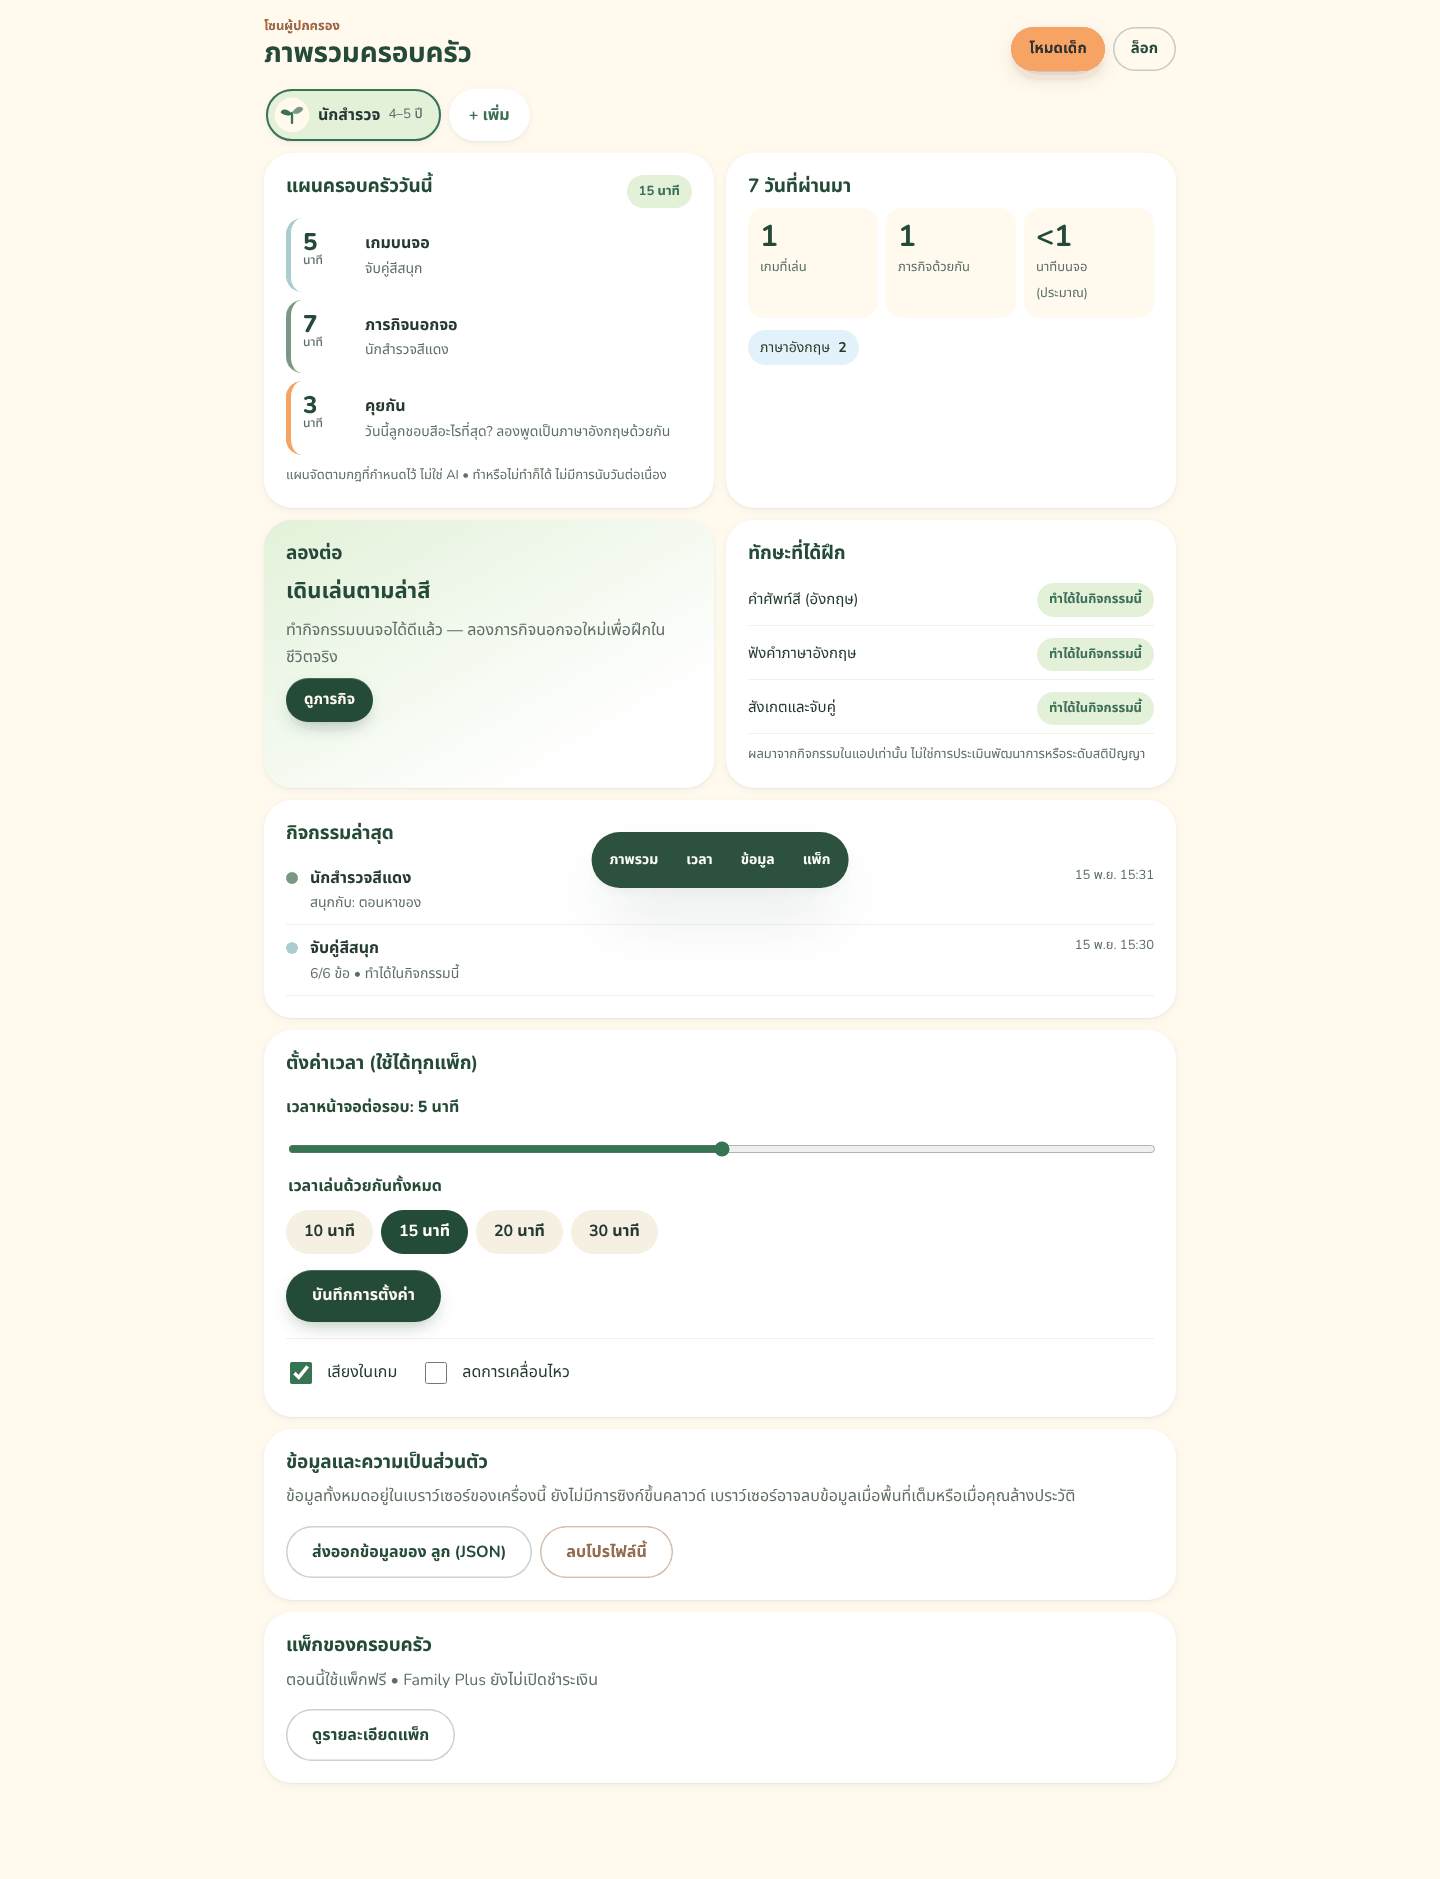 โซนผู้ปกครอง
ภาพรวมครอบครัว
โหมดเด็ก
ล็อก
นักสำรวจ 4–5 ปี
+ เพิ่ม
แผนครอบครัววันนี้
15 นาที
5
นาที
เกมบนจอ
จับคู่สีสนุก
7
นาที
ภารกิจนอกจอ
นักสำรวจสีแดง
3
นาที
คุยกัน
วันนี้ลูกชอบสีอะไรที่สุด? ลองพูดเป็นภาษาอังกฤษด้วยกัน
แผนจัดตามกฎที่กำหนดไว้ ไม่ใช่ AI • ทำหรือไม่ทำก็ได้ ไม่มีการนับวันต่อเนื่อง
7 วันที่ผ่านมา
1
เกมที่เล่น
1
ภารกิจด้วยกัน
<1
นาทีบนจอ
(ประมาณ)
ภาษาอังกฤษ 2
ลองต่อ
เดินเล่นตามล่าสี
ทำกิจกรรมบนจอได้ดีแล้ว — ลองภารกิจนอกจอใหม่เพื่อฝึกใน
ชีวิตจริง
ดูภารกิจ
ทักษะที่ได้ฝึก
คำศัพท์สี (อังกฤษ)
ทำได้ในกิจกรรมนี้
ฟังคำภาษาอังกฤษ
ทำได้ในกิจกรรมนี้
สังเกตและจับคู่
ทำได้ในกิจกรรมนี้
ผลมาจากกิจกรรมในแอปเท่านั้น ไม่ใช่การประเมินพัฒนาการหรือระดับสติปัญญา
กิจกรรมล่าสุด
ภาพรวม เวลา ข้อมูล แพ็ก
นักสำรวจสีแดง
สนุกกับ: ตอนหาของ
15 พ.ย. 15:31
จับคู่สีสนุก
6/6 ข้อ • ทำได้ในกิจกรรมนี้
15 พ.ย. 15:30
ตั้งค่าเวลา (ใช้ได้ทุกแพ็ก)
เวลาหน้าจอต่อรอบ: 5 นาที
เวลาเล่นด้วยกันทั้งหมด
10 นาที 15 นาที 20 นาที 30 นาที
บันทึกการตั้งค่า
เสียงในเกม ลดการเคลื่อนไหว
ข้อมูลและความเป็นส่วนตัว
ข้อมูลทั้งหมดอยู่ในเบราว์เซอร์ของเครื่องนี้ ยังไม่มีการซิงก์ขึ้นคลาวด์ เบราว์เซอร์อาจลบข้อมูลเมื่อพื้นที่เต็มหรือเมื่อคุณล้างประวัติ
ส่งออกข้อมูลของ ลูก (JSON)
ลบโปรไฟล์นี้
แพ็กของครอบครัว
ตอนนี้ใช้แพ็กฟรี • Family Plus ยังไม่เปิดชำระเงิน
ดูรายละเอียดแพ็ก